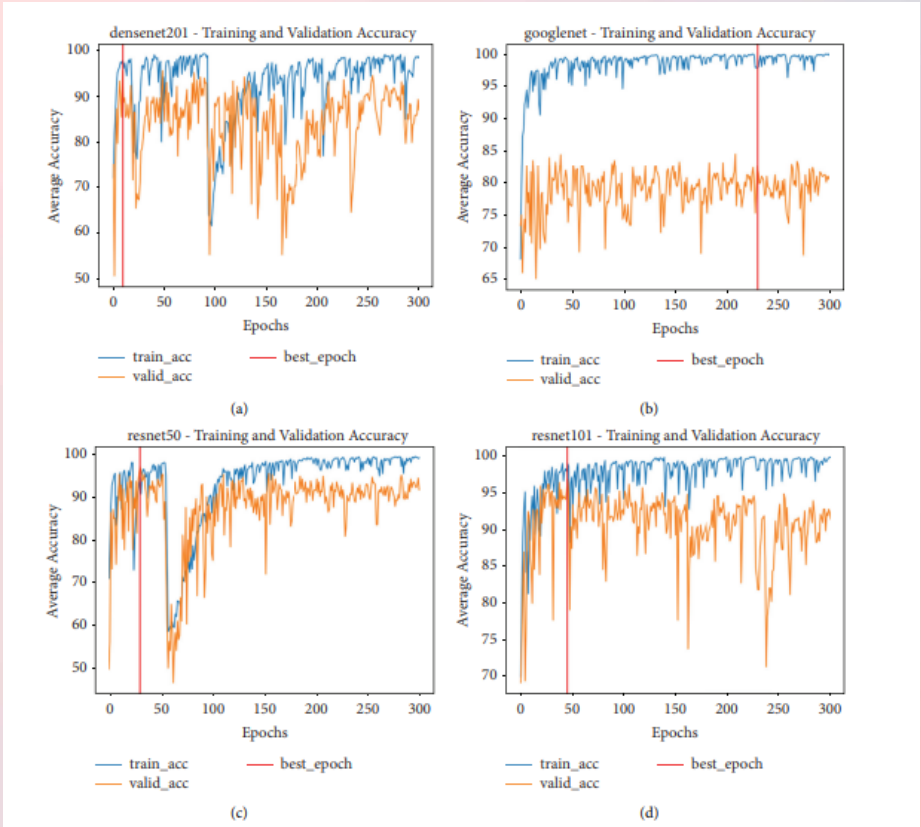 densenet201 - Training and Validation Accuracy
100
90
80
70
60
50
Average Accuracy
0 50 100 150 200 250 300
Epochs
train_acc best_epoch
valid_acc
(a)
googlenet - Training and Validation Accuracy
100
95
90
85
80
75
70
65
Average Accuracy
0 50 100 150 200 250 300
Epochs
train_acc best_epoch
valid_acc
(b)
resnet50 - Training and Validation Accuracy
100
90
80
70
60
50
Average Accuracy
0 50 100 150 200 250 300
Epochs
train_acc best_epoch
valid_acc
(c)
resnet101 - Training and Validation Accuracy
100
95
90
85
80
75
70
Average Accuracy
0 50 100 150 200 250 300
Epochs
train_acc best_epoch
valid_acc
(d)